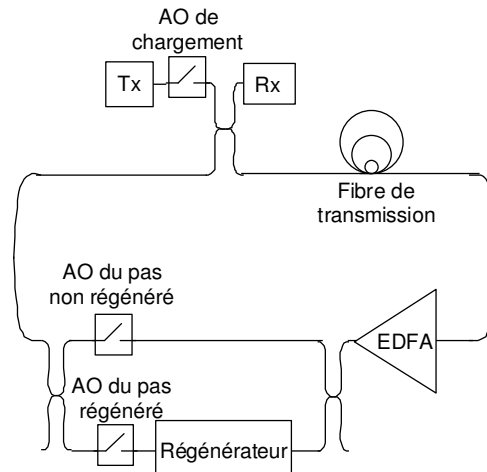 AO de
chargement
Tx
Rx
Fibre de
transmission
AO du pas
non régénéré
EDFA
AO du pas
régénéré
Régénérateur